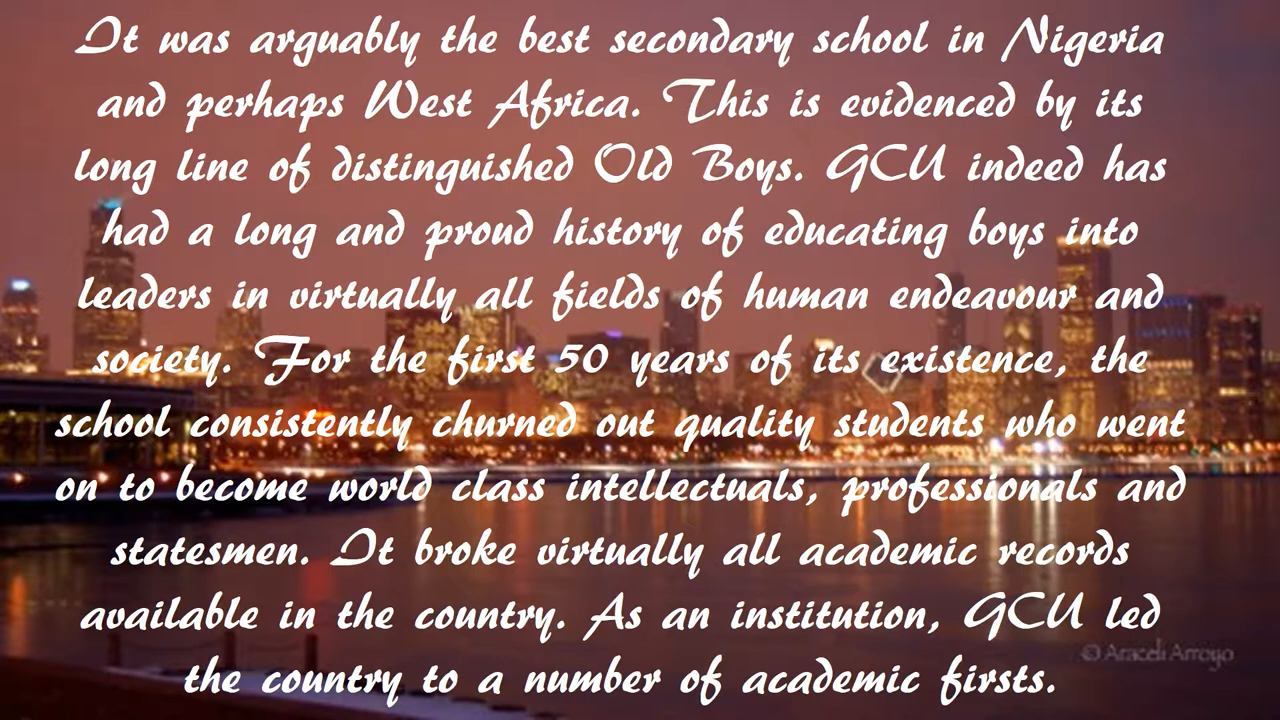 It was arguably the best secondary school in Nigeria
and perhaps West Africa. This is evidenced by its
long line of distinguished Old Boys. GCU indeed has
had a long and proud history of educating boys into
leaders in virtually all fields of human endeavour and
society. For the first 50 years of its existence, the
school consistently churned out quality students who went
on to become world class intellectuals, professionals and
statesmen. It broke virtually all academic records
available in the country. As an institution, GCU led
© Araceli Arroyo
the country to a number of academic firsts.